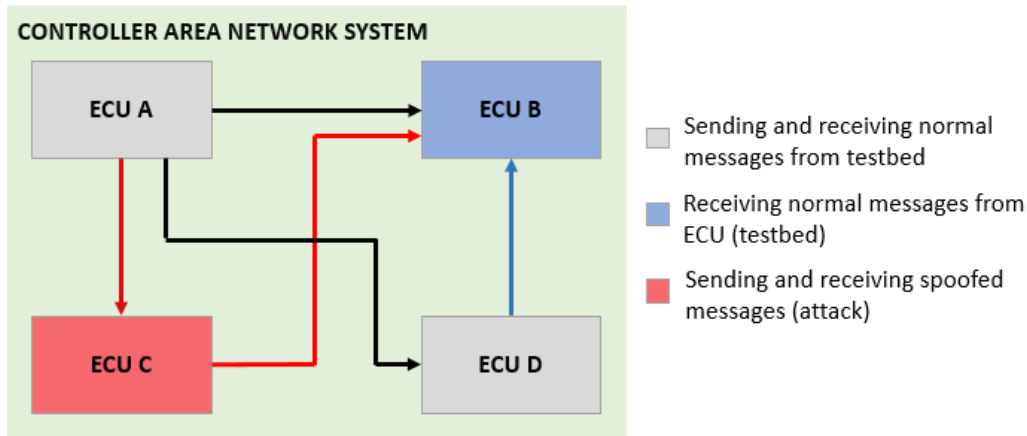 CONTROLLER AREA NETWORK SYSTEM
ECU A
ECU B
ECU C
ECU D
Sending and receiving normal
messages from testbed
Receiving normal messages from
ECU (testbed)
Sending and receiving spoofed
messages (attack)